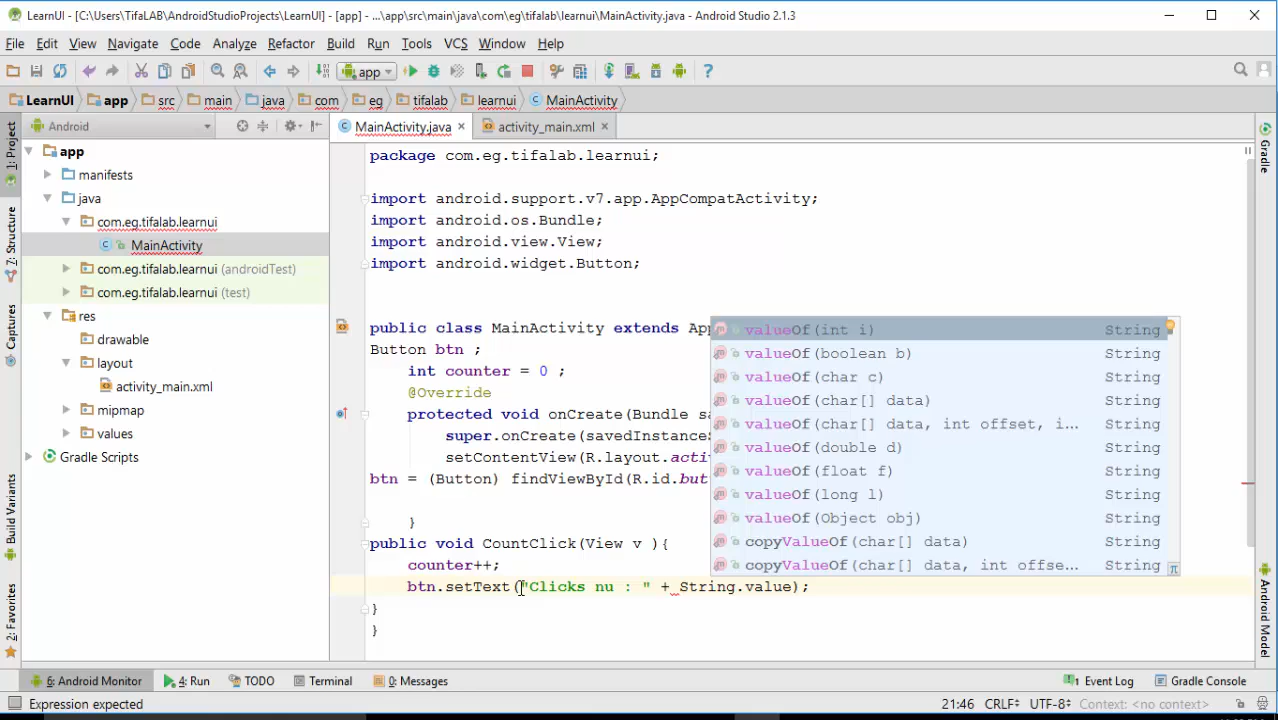 LearnUI - [C:\Users\TifaLAB\AndroidStudioProjects\LearnUI] - [app] - ...\app\src\main\java\com\eg\tifalab\learnui\MainActivity.java - Android Studio 2.1.3
File Edit View Navigate Code Analyze Refactor Build Run Tools VCS Window Help
app
LearnUI app src main java com eg tifalab learnui MainActivity
Android
MainActivity.java activity_main.xml
1: Project
7: Structure
Captures
Build Variants
2: Favorites
app
manifests
java
com.eg.tifalab.learnui
MainActivity
com.eg.tifalab.learnui (androidTest)
com.eg.tifalab.learnui (test)
res
drawable
layout
activity_main.xml
mipmap
values
Gradle Scripts
package com.eg.tifalab.learnui;
import android.support.v7.app.AppCompatActivity;
import android.os.Bundle;
import android.view.View;
import android.widget.Button;
public class MainActivity extends App
Button btn ;
int counter = 0 ;
@Override
protected void onCreate(Bundle sa
super.onCreate(savedInstances
setContentView(R.layout.activ
btn = (Button) findViewById(R.id.but
}
public void CountClick(View v ){
counter++;
btn.setText("Clicks nu : " + String.value);
}
}
valueOf(int i) String
valueOf(boolean b) String
valueOf(char c) String
valueOf(char[] data) String
valueOf(char[] data, int offset, i... String
valueOf(double d) String
valueOf(float f) String
valueOf(long l) String
valueOf(Object obj) String
copyValueOf(char[] data) String
copyValueOf(char[] data, int offse... String
π
Gradle
Android Model
6: Android Monitor 4: Run TODO Terminal 0: Messages 1 Event Log Gradle Console
Expression expected 21:46 CRLF÷ UTF-8÷ Context: <no context>